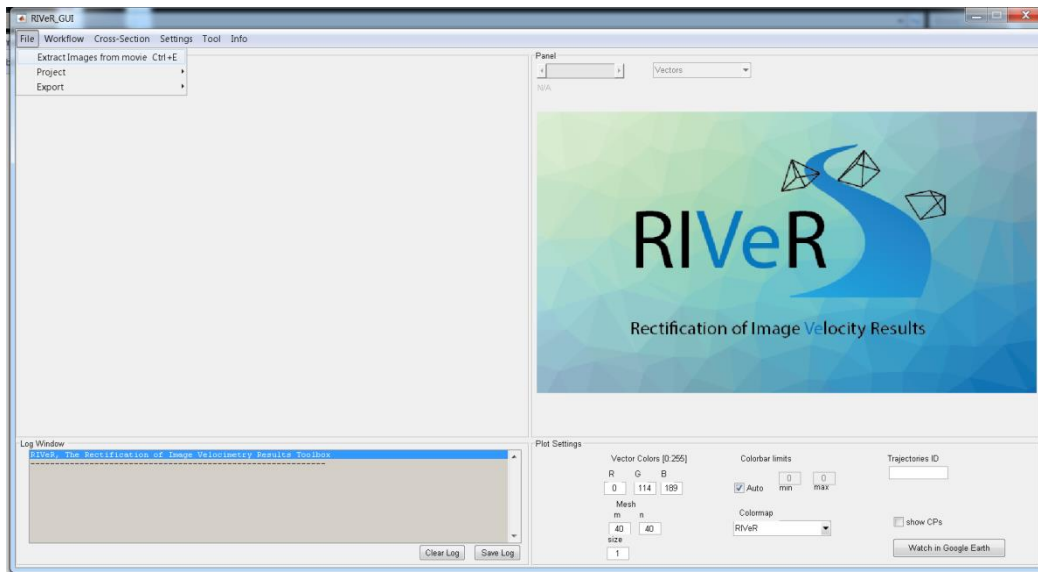 RIVeR_GUI
File Workflow Cross-Section Settings Tool Info
Extract Images from movie Ctrl+E
Project
Export
Panel
Vectors
N/A
RIVeR
Rectification of Image Velocity Results
Log Window
RIVeR, The Rectification of Image Velocimetry Results Toolbox
------------------------------------------------------------
Clear Log Save Log
Plot Settings
Vector Colors [0:255] Colorbar limits Trajectories ID
R G B
0 114 189 Auto 0 0
min max
Mesh
m n Colormap
40 40 RIVeR show CPs
size
1 Watch in Google Earth